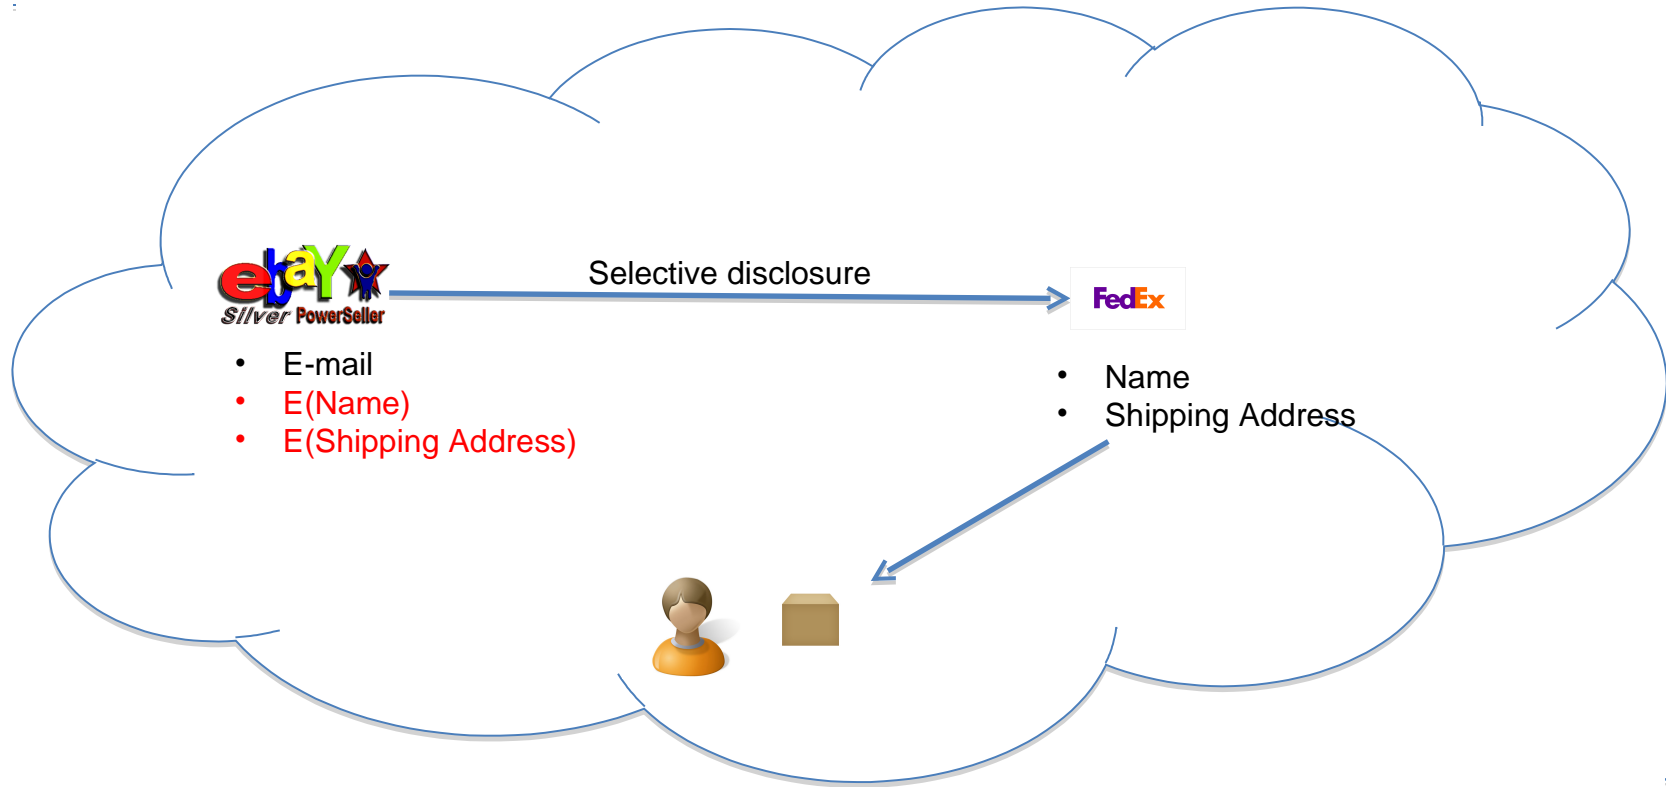 ebaY
Silver PowerSeller
Selective disclosure
FedEx
• E-mail
• E(Name)
• E(Shipping Address)
• Name
• Shipping Address